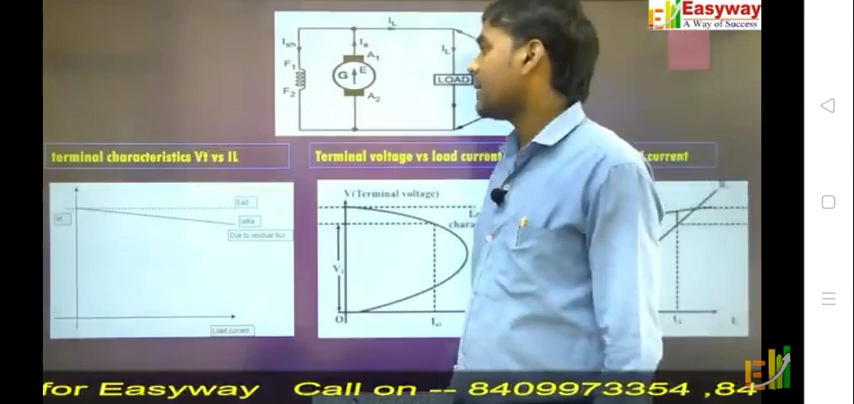 Easyway
A Way of Success
IL
Ish
Ia
F1
A1
G
E
IL
LOAD
F2
A2
terminal characteristics Vt vs IL
Terminal voltage vs load current
current
V(Terminal voltage)
Ea0
IaRa
Vt
Due to residual flux
V
O
Load current
for Easyway Call on -- 8409973354 ,84